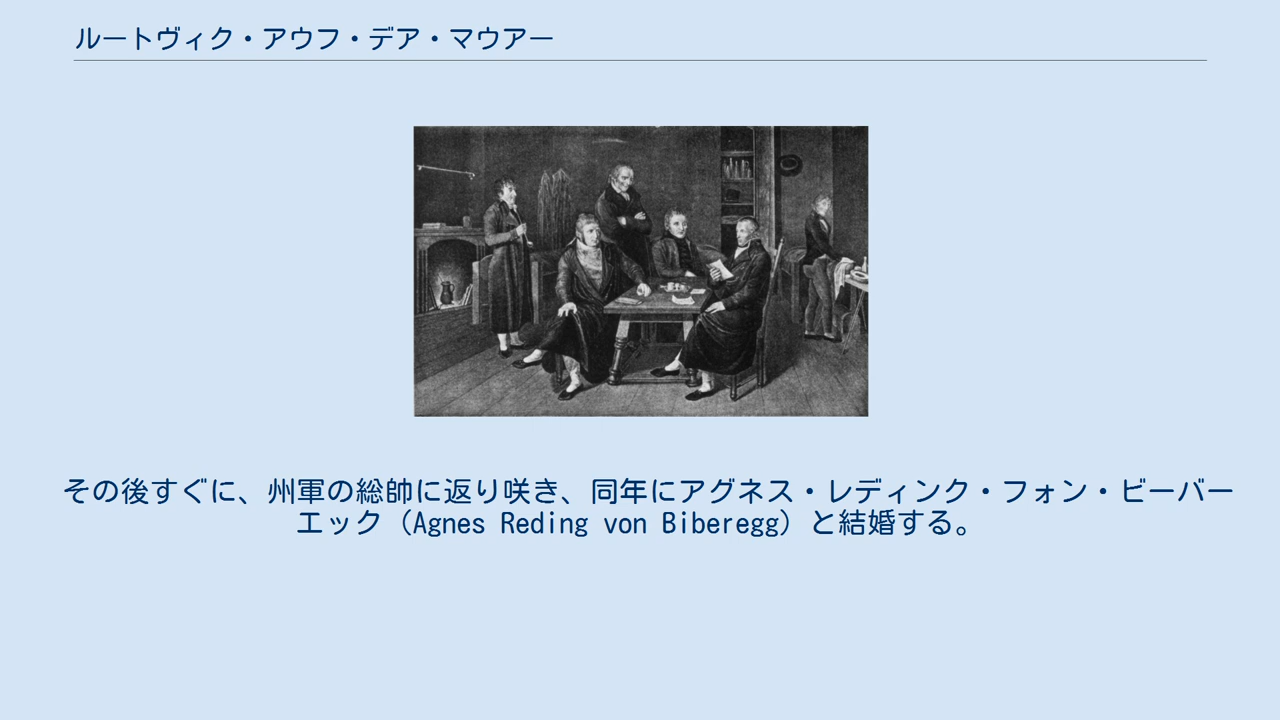 ルートヴィク・アウフ・デア・マウアー
その後すぐに、州軍の総帥に返り咲き、同年にアグネス・レディンク・フォン・ビーバー
エック（Agnes Reding von Biberegg）と結婚する。